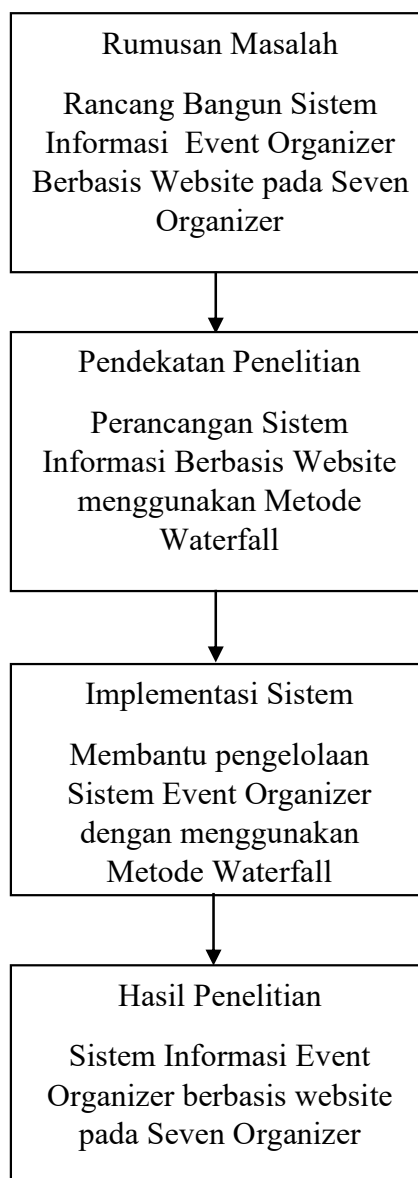 Rumusan Masalah
Rancang Bangun Sistem
Informasi  Event Organizer
Berbasis Website pada Seven
Organizer
Pendekatan Penelitian
Perancangan Sistem
Informasi Berbasis Website
menggunakan Metode
Waterfall
Implementasi Sistem
Membantu pengelolaan
Sistem Event Organizer
dengan menggunakan
Metode Waterfall
Hasil Penelitian
Sistem Informasi Event
Organizer berbasis website
pada Seven Organizer